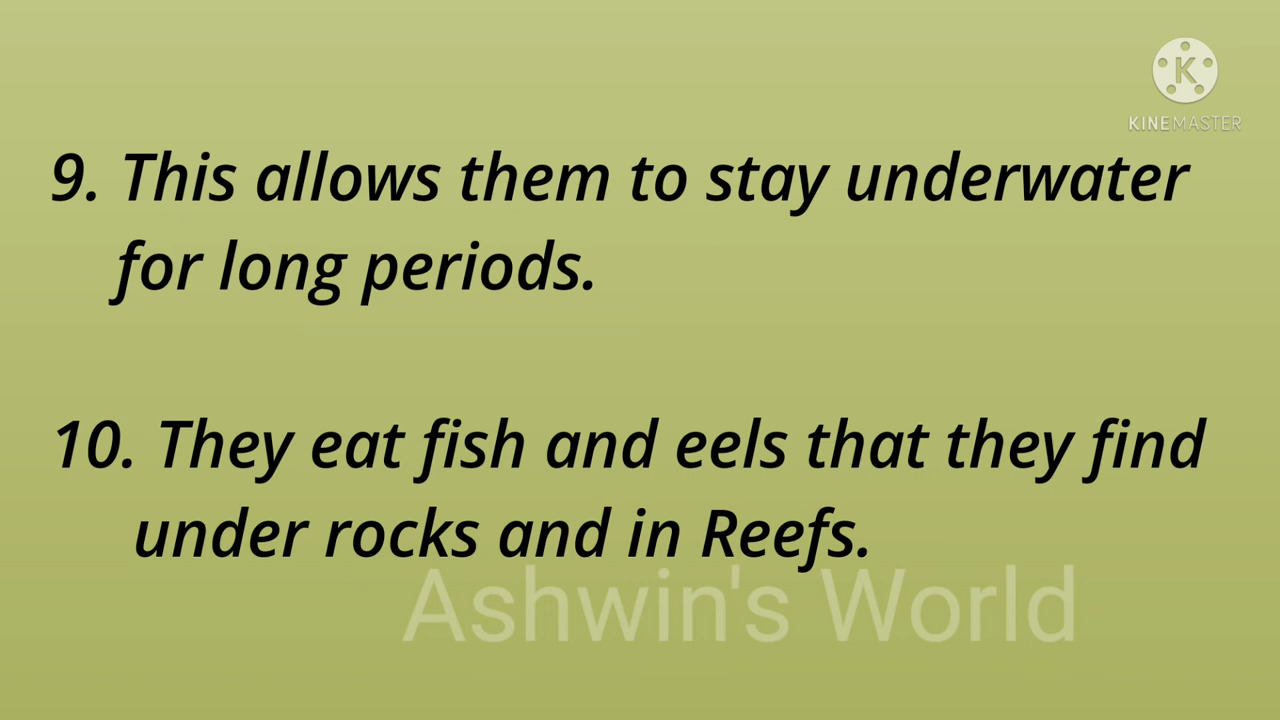 KINEMASTER
9. This allows them to stay underwater
for long periods.
10. They eat fish and eels that they find
under rocks and in Reefs.
Ashwin's World